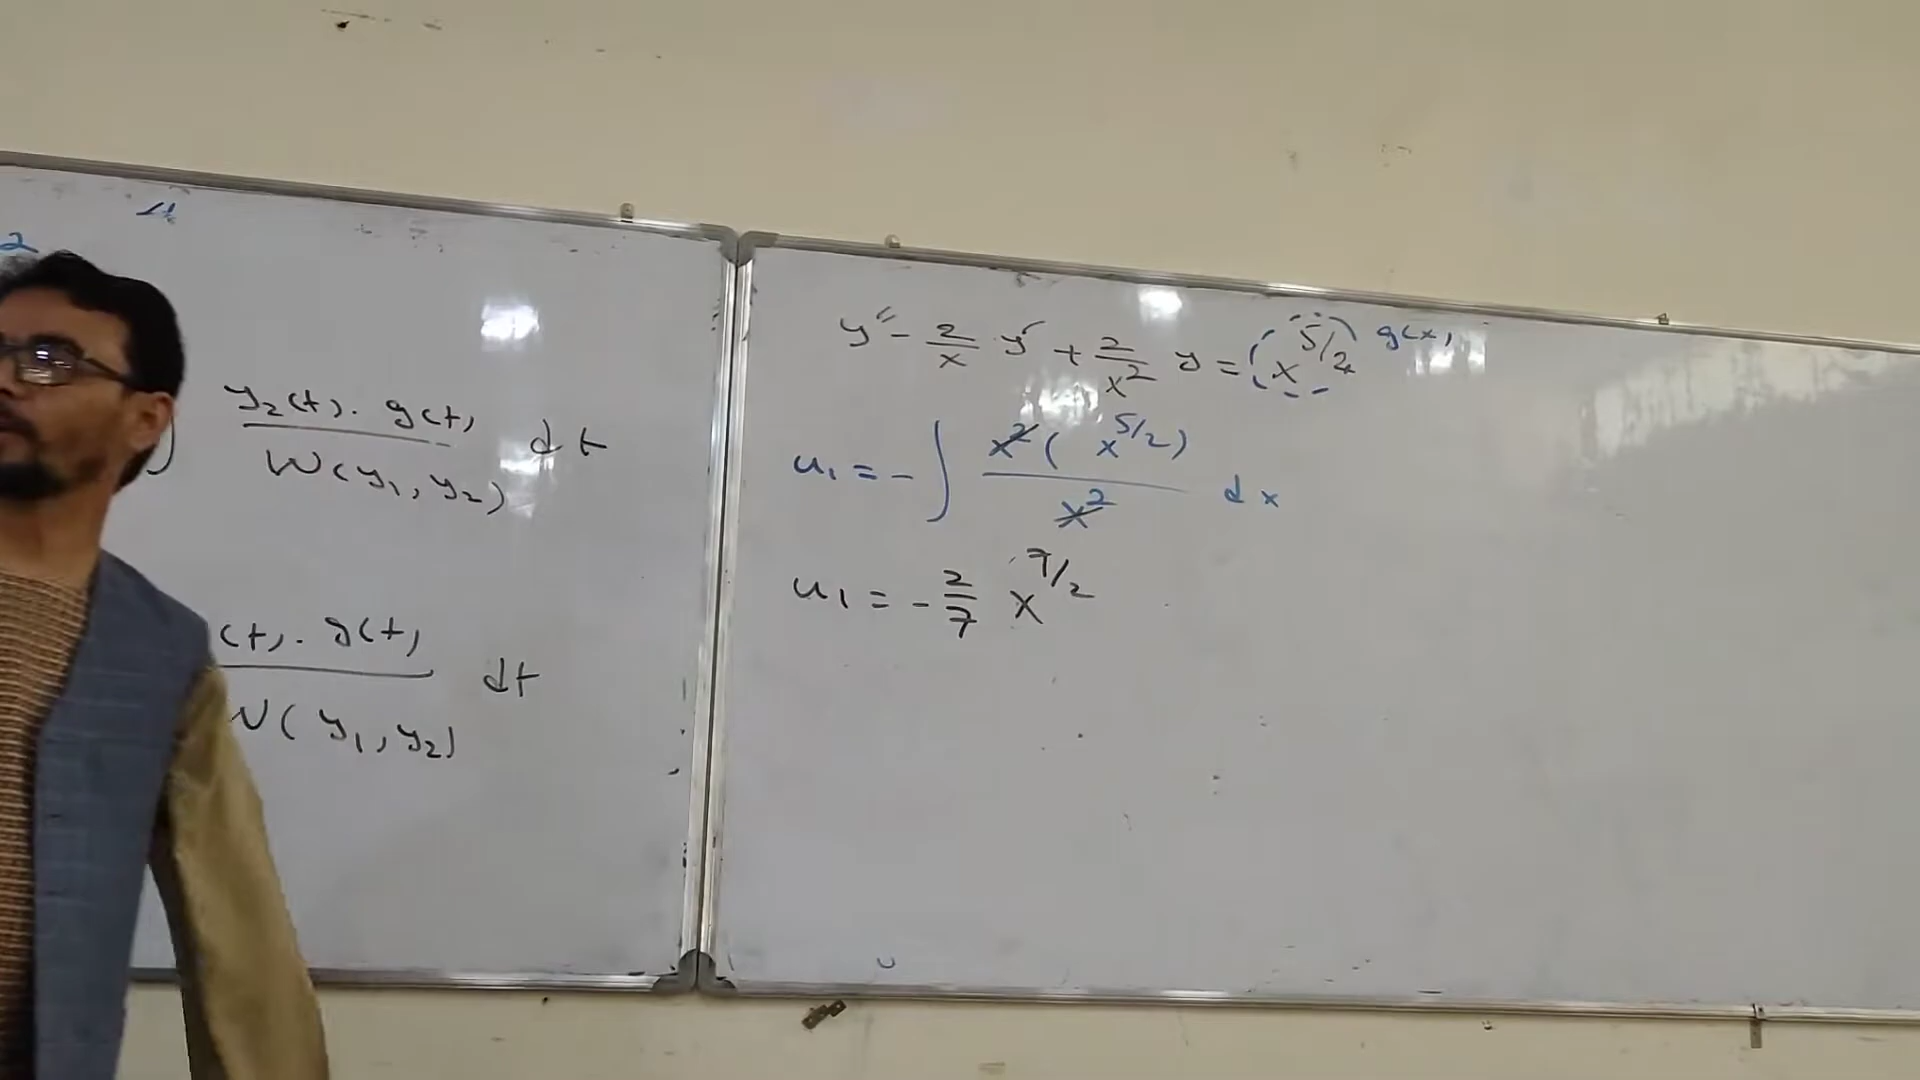 2
y₂(t). g(t) / W(y₁, y₂) dt
(t). g(t) / W(y₁, y₂) dt
y″ - 2/x y′ + 2/x² y = x^{5/2} g(x)
u₁ = - ∫ x²( x^{5/2}) / x² dx
u₁ = - 2/7 x^{7/2}